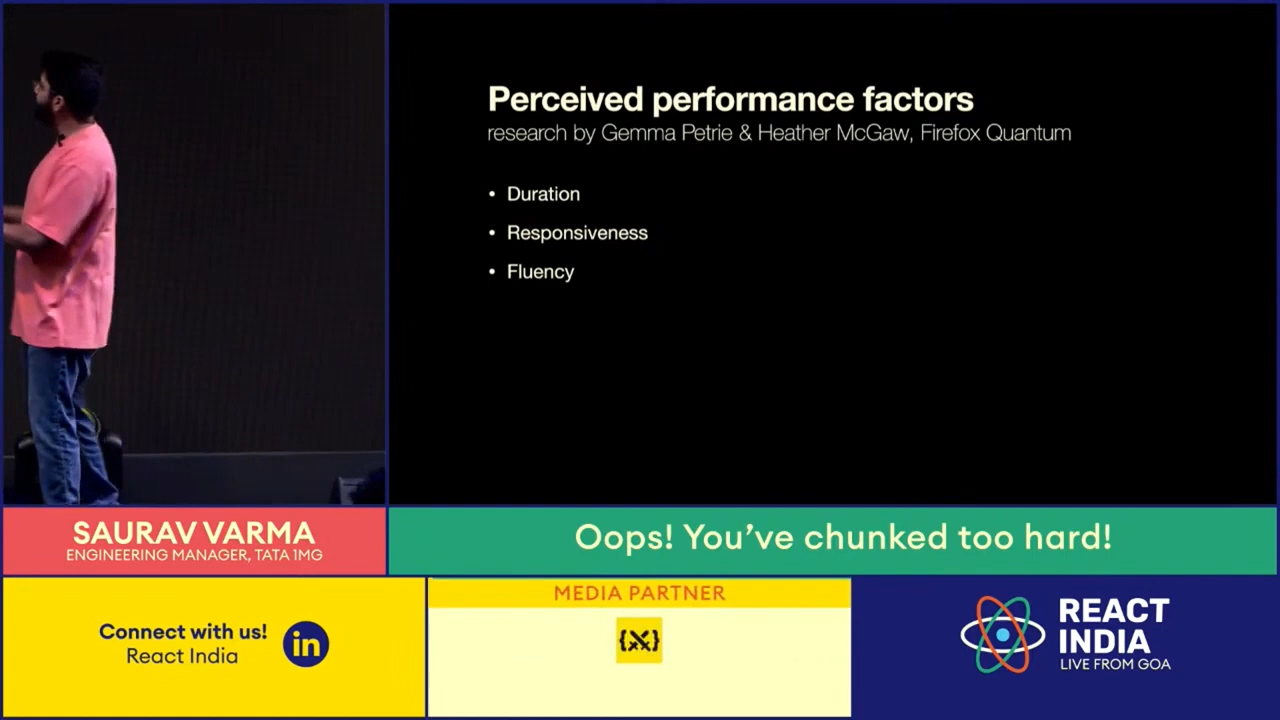 Perceived performance factors
research by Gemma Petrie & Heather McGaw, Firefox Quantum
• Duration
• Responsiveness
• Fluency
SAURAV VARMA
ENGINEERING MANAGER, TATA 1MG
Oops! You've chunked too hard!
Connect with us!
React India
in
MEDIA PARTNER
{X}
REACT
INDIA
LIVE FROM GOA